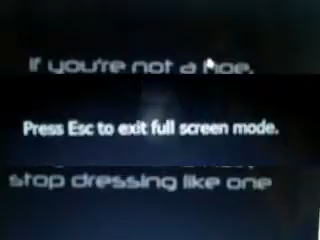 If you're not a hoe.
Press Esc to exit full screen mode.
stop dressing like one